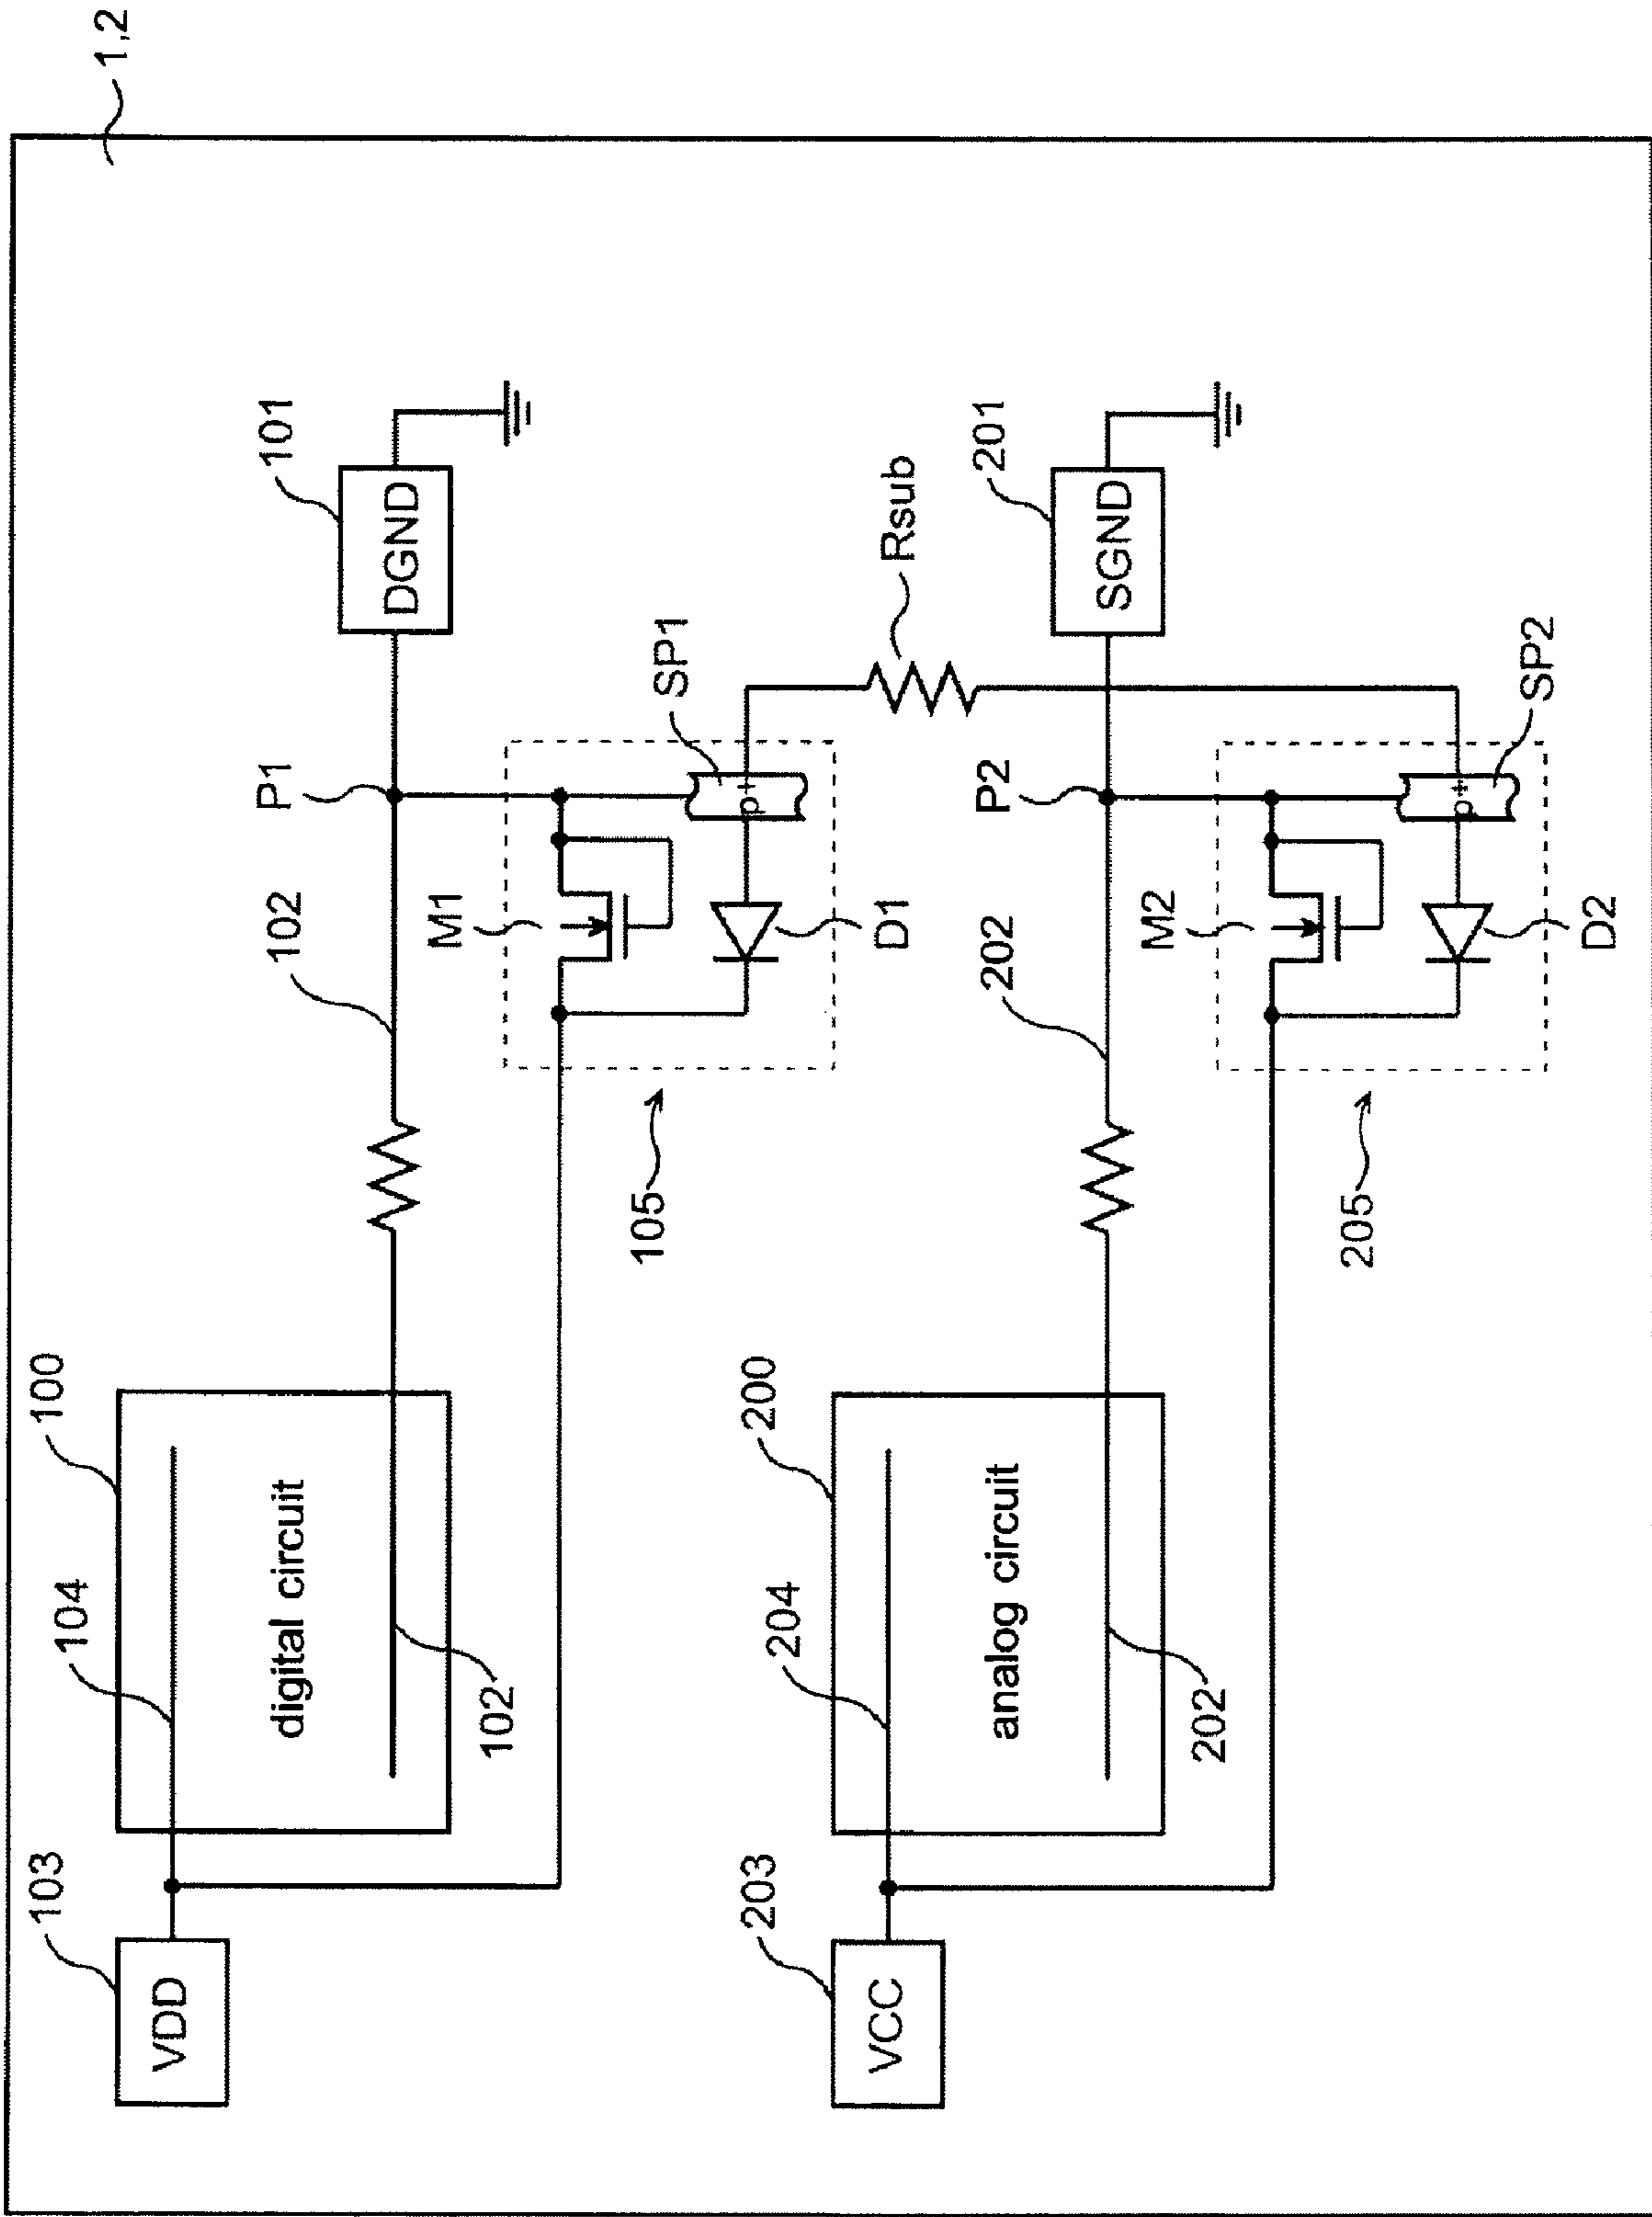 1,2
103
100
104
VDD
digital circuit
102
P1
101
DGND
102
M1
105
SP1
p+
D1
Rsub
203
204
200
VCC
analog circuit
202
P2
201
SGND
202
M2
205
p+
SP2
D2